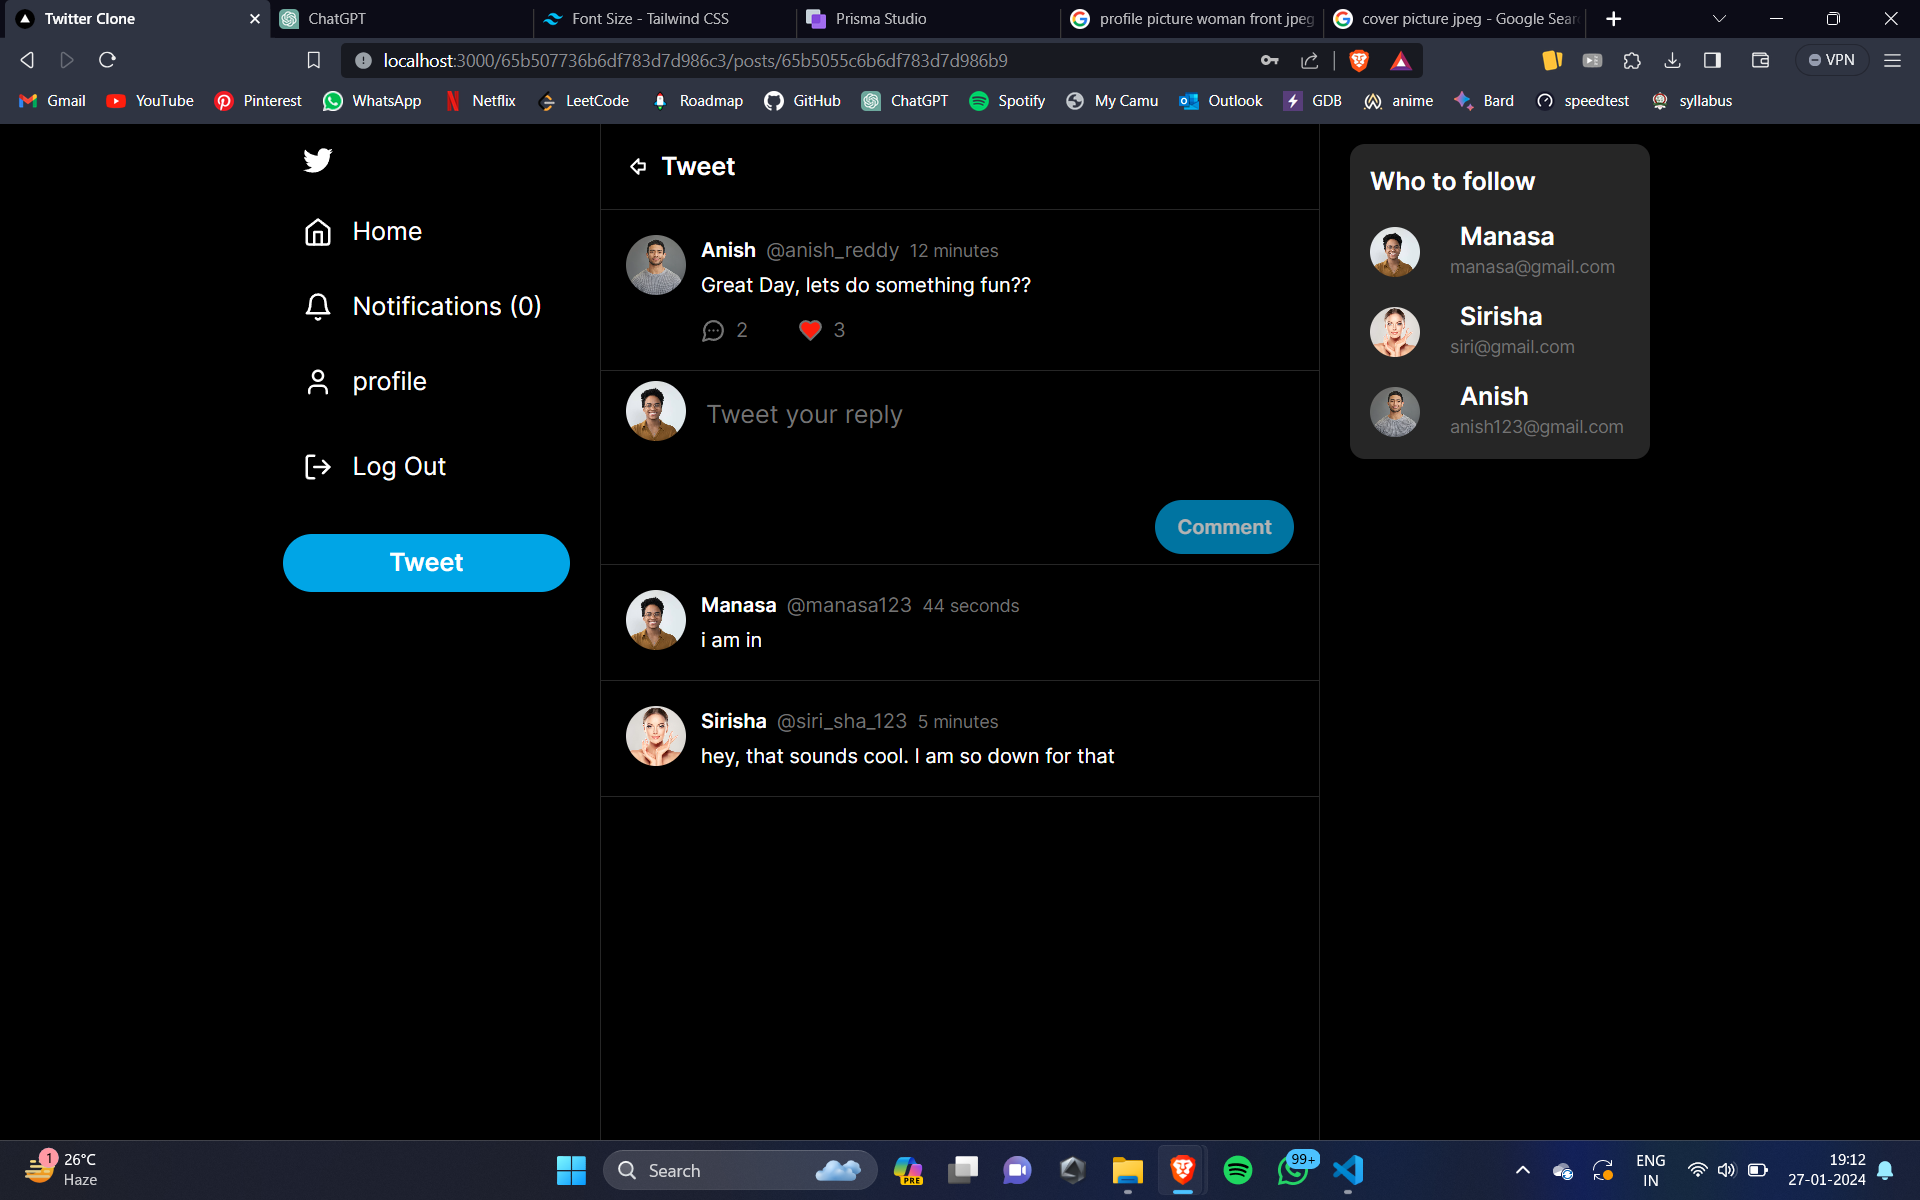 Twitter Clone
ChatGPT
Font Size - Tailwind CSS
Prisma Studio
profile picture woman front jpeg
cover picture jpeg - Google Sear
localhost:3000/65b507736b6df783d7d986c3/posts/65b5055c6b6df783d7d986b9
VPN
Gmail
YouTube
Pinterest
WhatsApp
Netflix
LeetCode
Roadmap
GitHub
ChatGPT
Spotify
My Camu
Outlook
GDB
anime
Bard
speedtest
syllabus
Home
Notifications (0)
profile
Log Out
Tweet
Tweet
Anish @anish_reddy 12 minutes
Great Day, lets do something fun??
2 3
Tweet your reply
Comment
Manasa @manasa123 44 seconds
i am in
Sirisha @siri_sha_123 5 minutes
hey, that sounds cool. I am so down for that
Who to follow
Manasa
manasa@gmail.com
Sirisha
siri@gmail.com
Anish
anish123@gmail.com
1
26°C
Haze
Search
PRE
99+
ENG
IN
19:12
27-01-2024